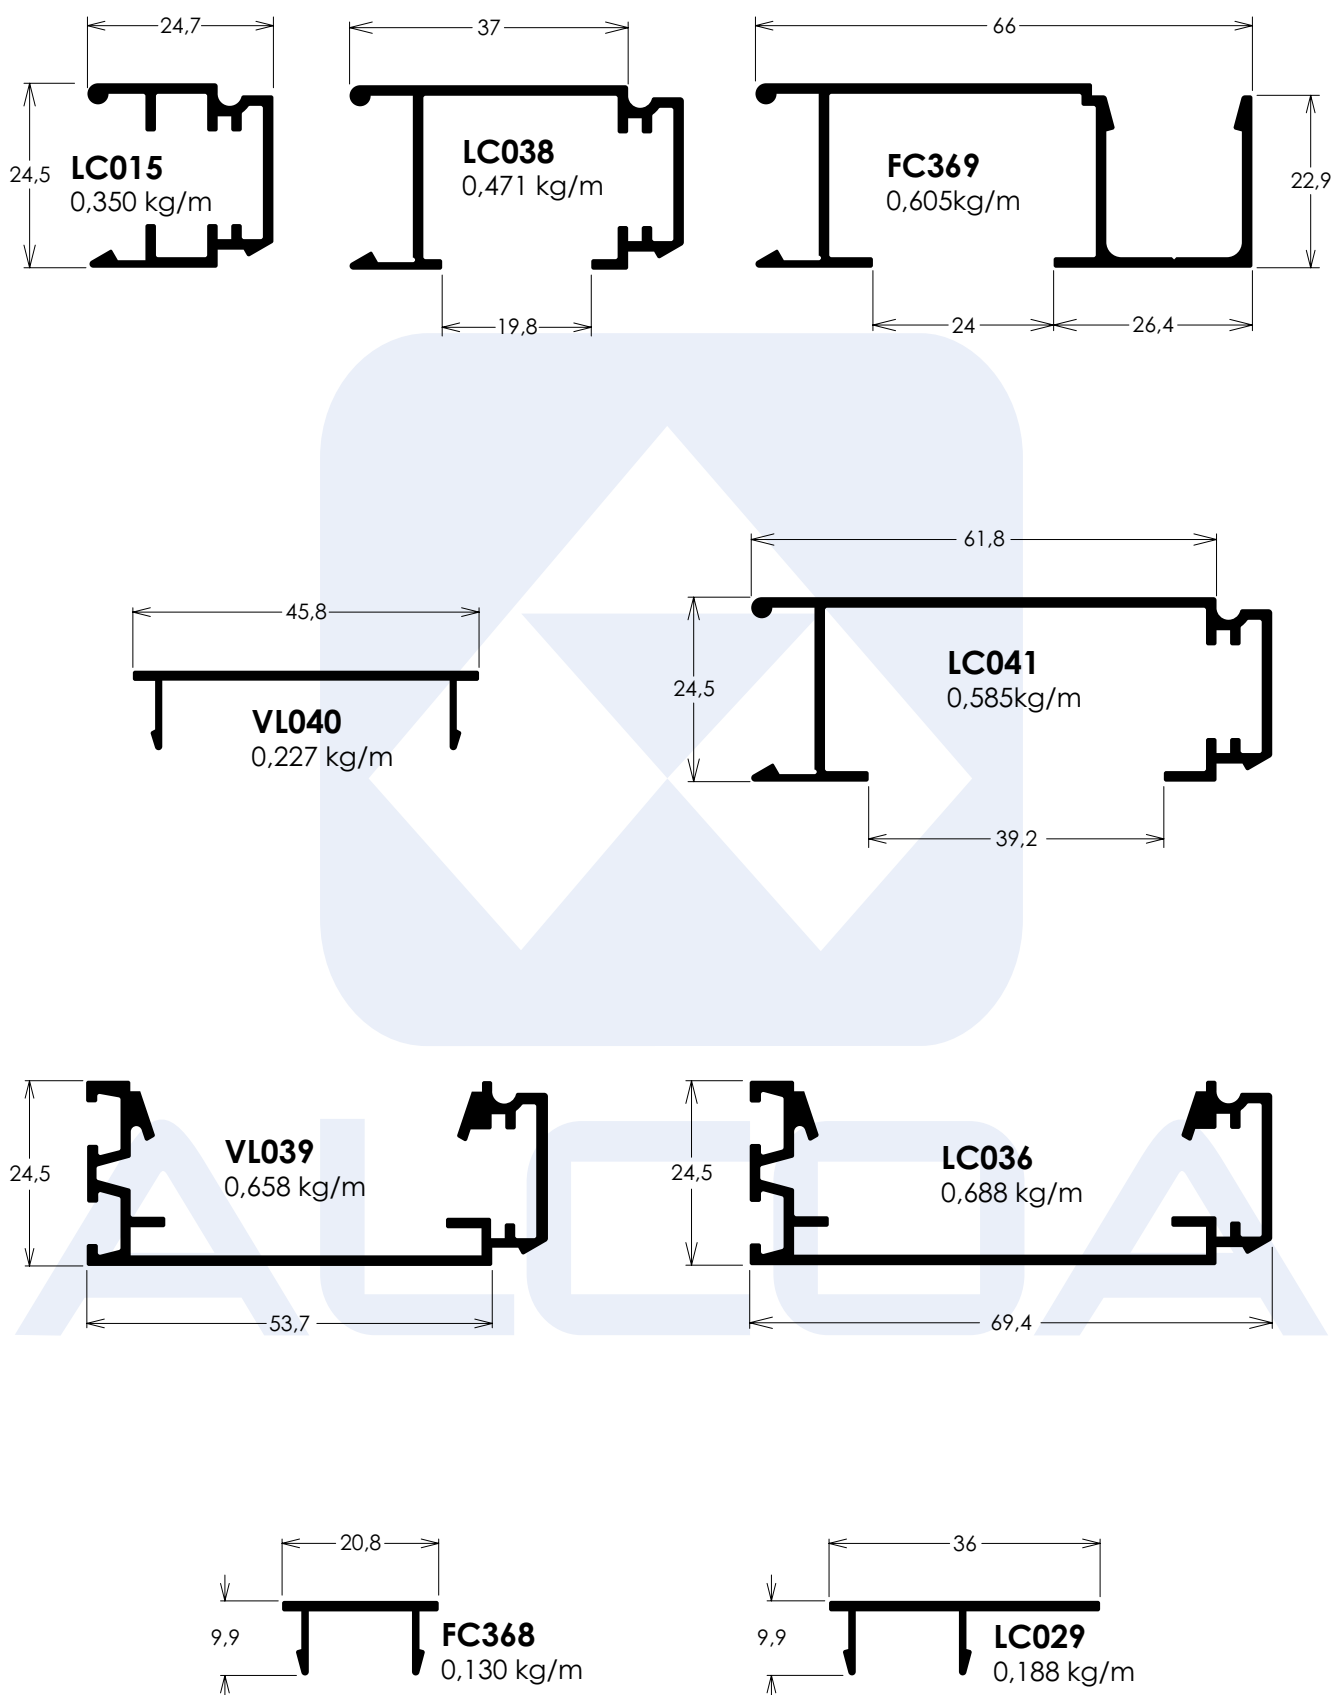 24,7
37
66
24,5
LC015
0,350 kg/m
LC038
0,471 kg/m
FC369
0,605kg/m
22,9
19,8
24
26,4
61,8
45,8
24,5
LC041
0,585kg/m
VL040
0,227 kg/m
39,2
24,5
VL039
0,658 kg/m
24,5
LC036
0,688 kg/m
ALCOA
53,7
69,4
20,8
36
9,9
FC368
0,130 kg/m
9,9
LC029
0,188 kg/m